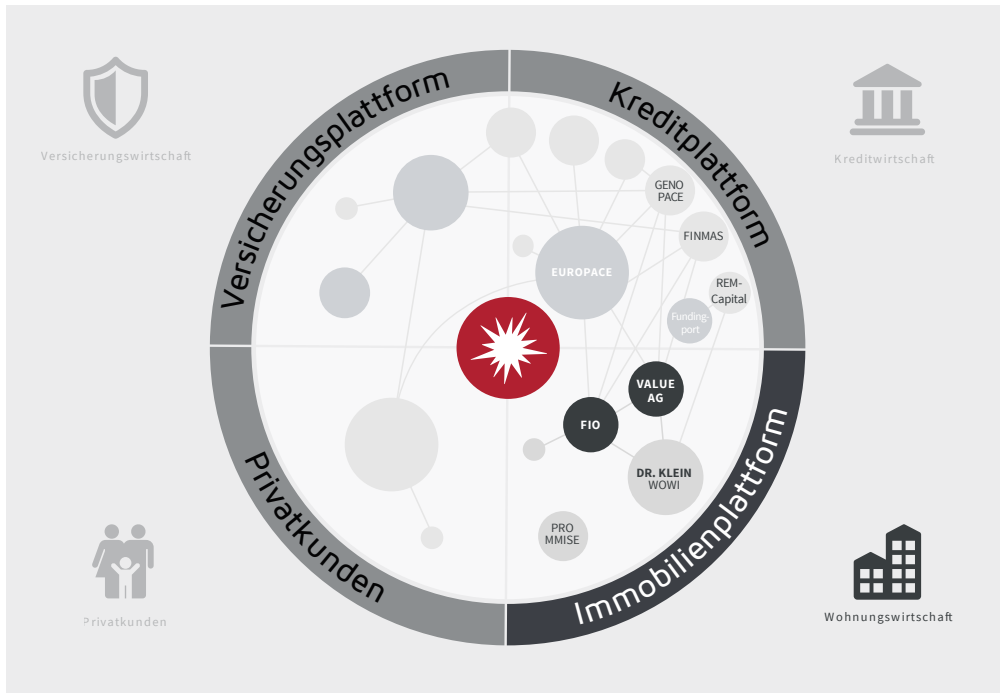 Versicherungswirtschaft
Kreditwirtschaft
Versicherungsplattform
Kreditplattform
GENO
PACE
FINMAS
EUROPACE
REM-
Capital
Funding-
port
VALUE
AG
FIO
DR. KLEIN
WOWI
PRO
MMISE
Privatkunden
Immobilienplattform
Privatkunden
Wohnungswirtschaft